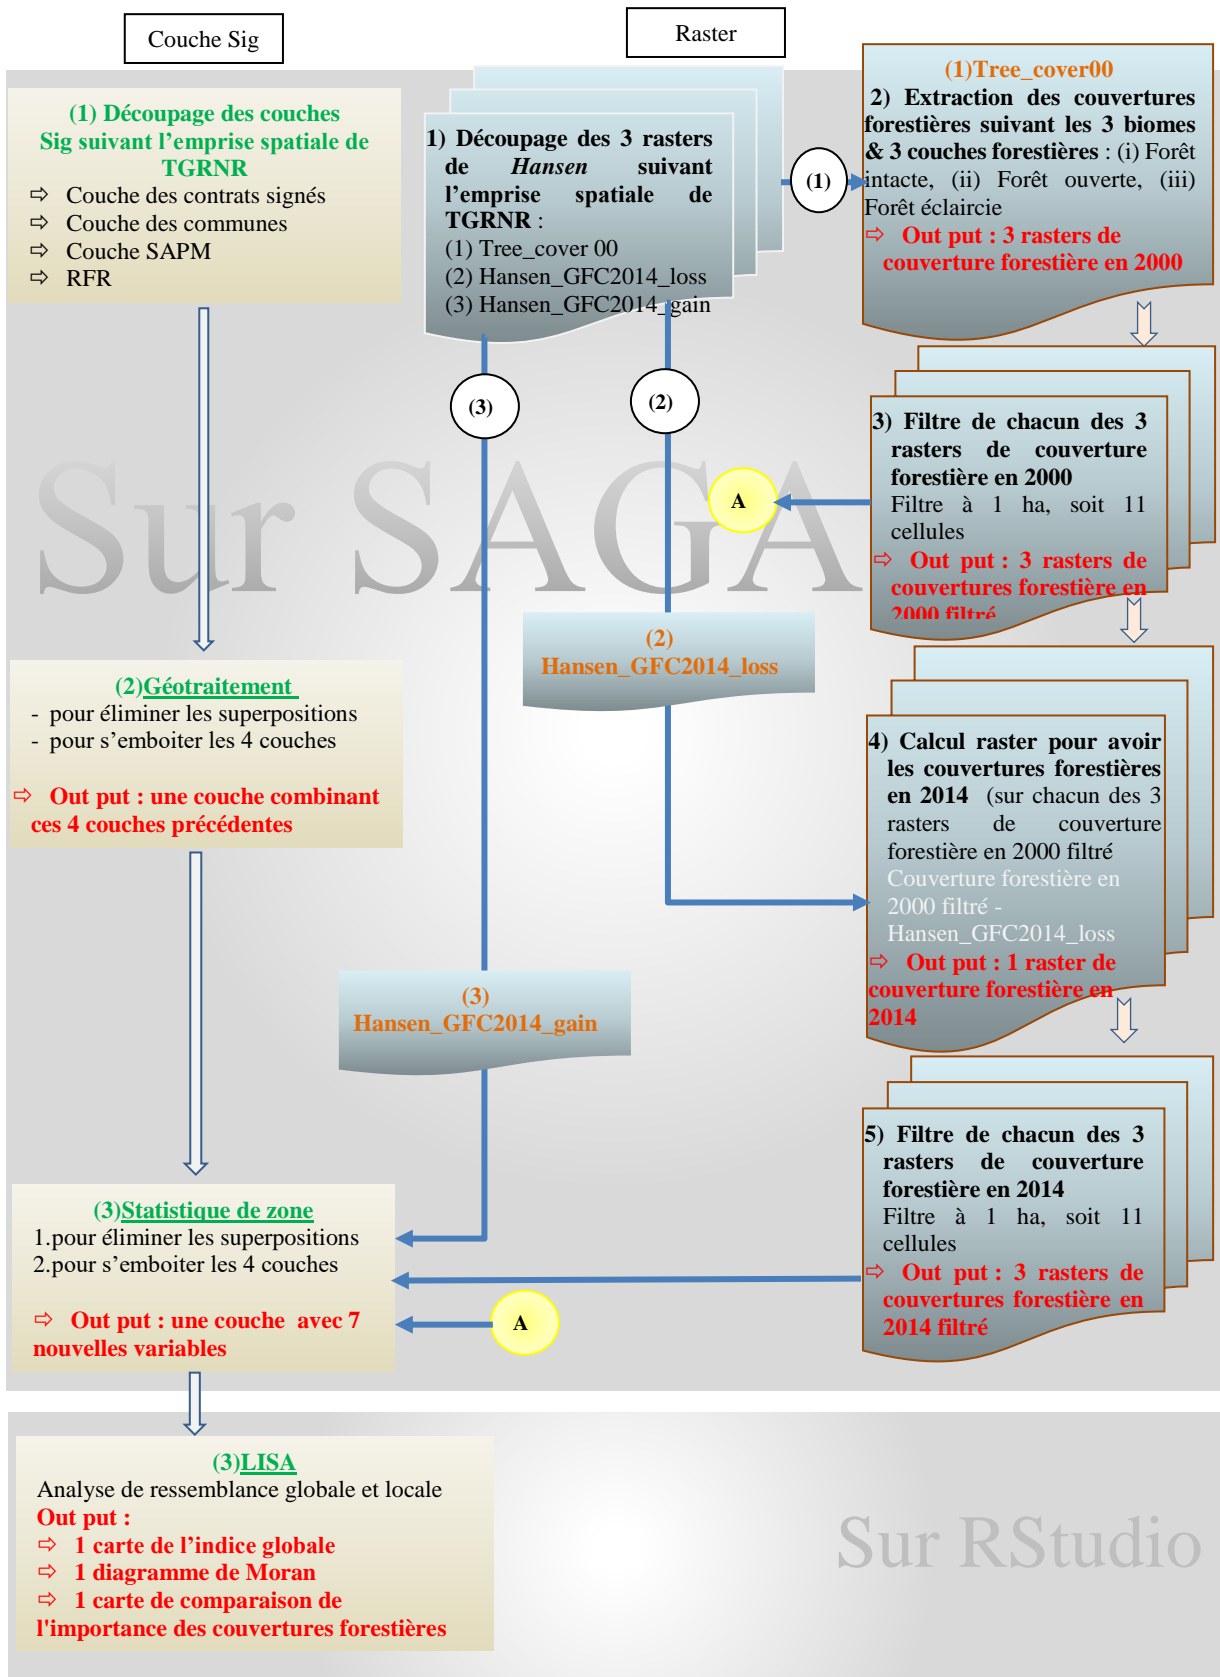 Couche Sig
Raster
(1) Découpage des couches
Sig suivant l’emprise spatiale de
TGRNR
⇨ Couche des contrats signés
⇨ Couche des communes
⇨ Couche SAPM
⇨ RFR
1) Découpage des 3 rasters
de Hansen suivant
l’emprise spatiale de
TGRNR :
(1) Tree_cover 00
(2) Hansen_GFC2014_loss
(3) Hansen_GFC2014_gain
(1)
(1)Tree_cover00
2) Extraction des couvertures
forestières suivant les 3 biomes
& 3 couches forestières : (i) Forêt
intacte, (ii) Forêt ouverte, (iii)
Forêt éclaircie
⇨ Out put : 3 rasters de
couverture forestière en 2000
(3)
(2)
3) Filtre de chacun des 3
rasters de couverture
forestière en 2000
Filtre à 1 ha, soit 11
cellules
⇨ Out put : 3 rasters de
couvertures forestière en
2000 filtré
A
Sur SAGA
(2)
Hansen_GFC2014_loss
(2)Géotraitement
- pour éliminer les superpositions
- pour s’emboiter les 4 couches
⇨ Out put : une couche combinant
ces 4 couches précédentes
4) Calcul raster pour avoir
les couvertures forestières
en 2014 (sur chacun des 3
rasters de couverture
forestière en 2000 filtré
Couverture forestière en
2000 filtré -
Hansen_GFC2014_loss
⇨ Out put : 1 raster de
couverture forestière en
2014
(3)
Hansen_GFC2014_gain
5) Filtre de chacun des 3
rasters de couverture
forestière en 2014
Filtre à 1 ha, soit 11
cellules
⇨ Out put : 3 rasters de
couvertures forestière en
2014 filtré
(3)Statistique de zone
1.pour éliminer les superpositions
2.pour s’emboiter les 4 couches
⇨ Out put : une couche avec 7
nouvelles variables
A
(3)LISA
Analyse de ressemblance globale et locale
Out put :
⇨ 1 carte de l’indice globale
⇨ 1 diagramme de Moran
⇨ 1 carte de comparaison de
l'importance des couvertures forestières
Sur RStudio